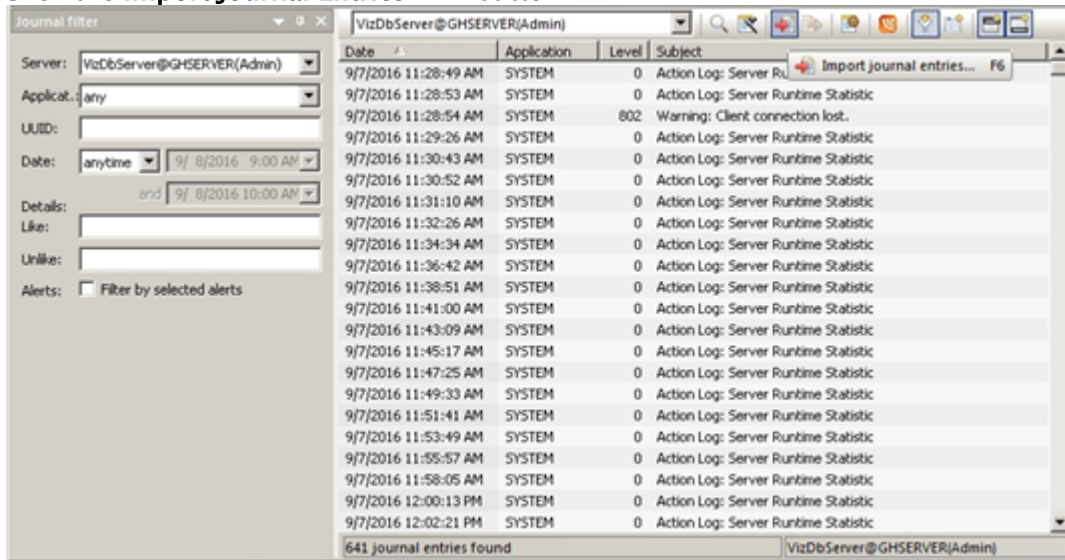 Journal filter
Server: VizDbServer@GHSERVER(Admin)
Applicat.: any
UUID:
Date: anytime 9/ 8/2016 9:00 AM
and 9/ 8/2016 10:00 AM
Details:
Like:
Unlike:
Alerts: Filter by selected alerts
VizDbServer@GHSERVER(Admin)
Date Application Level Subject
9/7/2016 11:28:49 AM SYSTEM 0 Action Log: Server Ru
Import journal entries... F6
9/7/2016 11:28:53 AM SYSTEM 0 Action Log: Server Runtime Statistic
9/7/2016 11:28:54 AM SYSTEM 802 Warning: Client connection lost.
9/7/2016 11:29:26 AM SYSTEM 0 Action Log: Server Runtime Statistic
9/7/2016 11:30:43 AM SYSTEM 0 Action Log: Server Runtime Statistic
9/7/2016 11:30:52 AM SYSTEM 0 Action Log: Server Runtime Statistic
9/7/2016 11:31:10 AM SYSTEM 0 Action Log: Server Runtime Statistic
9/7/2016 11:32:26 AM SYSTEM 0 Action Log: Server Runtime Statistic
9/7/2016 11:34:34 AM SYSTEM 0 Action Log: Server Runtime Statistic
9/7/2016 11:36:42 AM SYSTEM 0 Action Log: Server Runtime Statistic
9/7/2016 11:38:51 AM SYSTEM 0 Action Log: Server Runtime Statistic
9/7/2016 11:41:00 AM SYSTEM 0 Action Log: Server Runtime Statistic
9/7/2016 11:43:09 AM SYSTEM 0 Action Log: Server Runtime Statistic
9/7/2016 11:45:17 AM SYSTEM 0 Action Log: Server Runtime Statistic
9/7/2016 11:47:25 AM SYSTEM 0 Action Log: Server Runtime Statistic
9/7/2016 11:49:33 AM SYSTEM 0 Action Log: Server Runtime Statistic
9/7/2016 11:51:41 AM SYSTEM 0 Action Log: Server Runtime Statistic
9/7/2016 11:53:49 AM SYSTEM 0 Action Log: Server Runtime Statistic
9/7/2016 11:55:57 AM SYSTEM 0 Action Log: Server Runtime Statistic
9/7/2016 11:58:05 AM SYSTEM 0 Action Log: Server Runtime Statistic
9/7/2016 12:00:13 PM SYSTEM 0 Action Log: Server Runtime Statistic
9/7/2016 12:02:21 PM SYSTEM 0 Action Log: Server Runtime Statistic
641 journal entries found VizDbServer@GHSERVER(Admin)